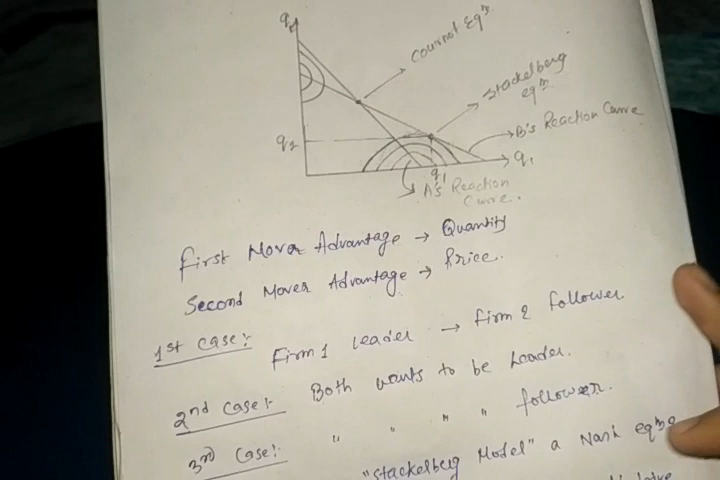 q2
Cournot Eqm
Stackelberg
eqm
B's Reaction Curve
q2
q1
q1
A's Reaction
Curve.
First Mover Advantage → Quantity
Second Mover Advantage → Price.
1st Case:- Firm 1 leader → Firm 2 follower
2nd Case:- Both wants to be Leader.
3rd Case:- " " " " follower.
"Stackelberg Model" a Nash eqm?